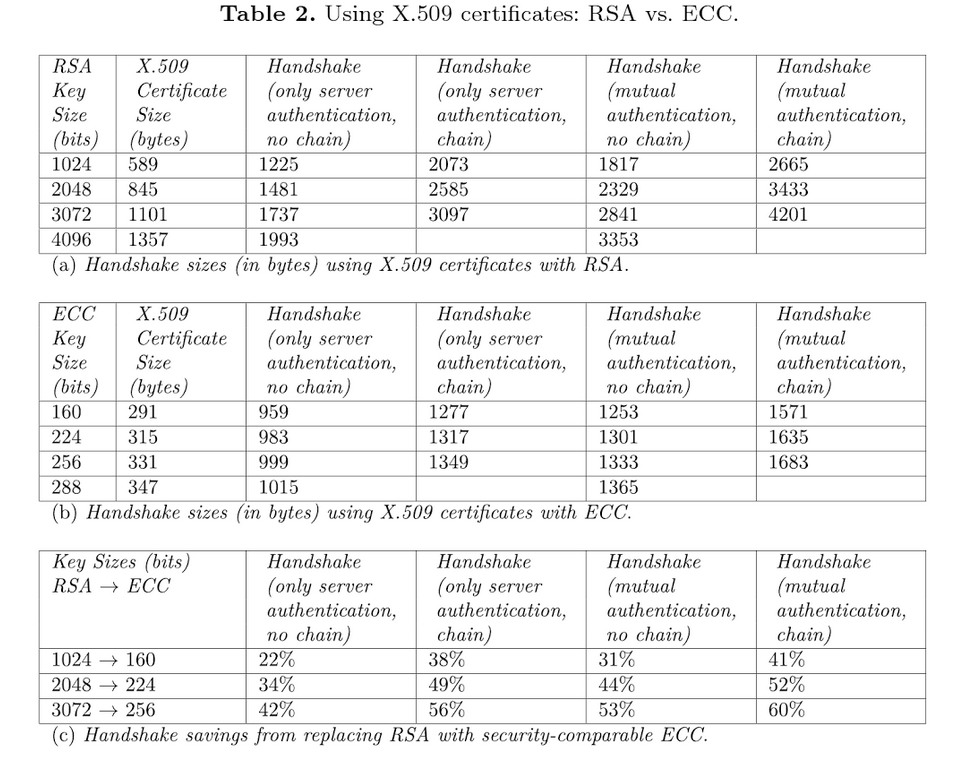 Table 2. Using X.509 certificates: RSA vs. ECC.
RSA Key Size (bits) | X.509 Certificate Size (bytes) | Handshake (only server authentication, no chain) | Handshake (only server authentication, chain) | Handshake (mutual authentication, no chain) | Handshake (mutual authentication, chain)
1024 | 589 | 1225 | 2073 | 1817 | 2665
2048 | 845 | 1481 | 2585 | 2329 | 3433
3072 | 1101 | 1737 | 3097 | 2841 | 4201
4096 | 1357 | 1993 | | 3353 |
(a) Handshake sizes (in bytes) using X.509 certificates with RSA.
ECC Key Size (bits) | X.509 Certificate Size (bytes) | Handshake (only server authentication, no chain) | Handshake (only server authentication, chain) | Handshake (mutual authentication, no chain) | Handshake (mutual authentication, chain)
160 | 291 | 959 | 1277 | 1253 | 1571
224 | 315 | 983 | 1317 | 1301 | 1635
256 | 331 | 999 | 1349 | 1333 | 1683
288 | 347 | 1015 | | 1365 |
(b) Handshake sizes (in bytes) using X.509 certificates with ECC.
Key Sizes (bits) RSA → ECC | Handshake (only server authentication, no chain) | Handshake (only server authentication, chain) | Handshake (mutual authentication, no chain) | Handshake (mutual authentication, chain)
1024 → 160 | 22% | 38% | 31% | 41%
2048 → 224 | 34% | 49% | 44% | 52%
3072 → 256 | 42% | 56% | 53% | 60%
(c) Handshake savings from replacing RSA with security-comparable ECC.